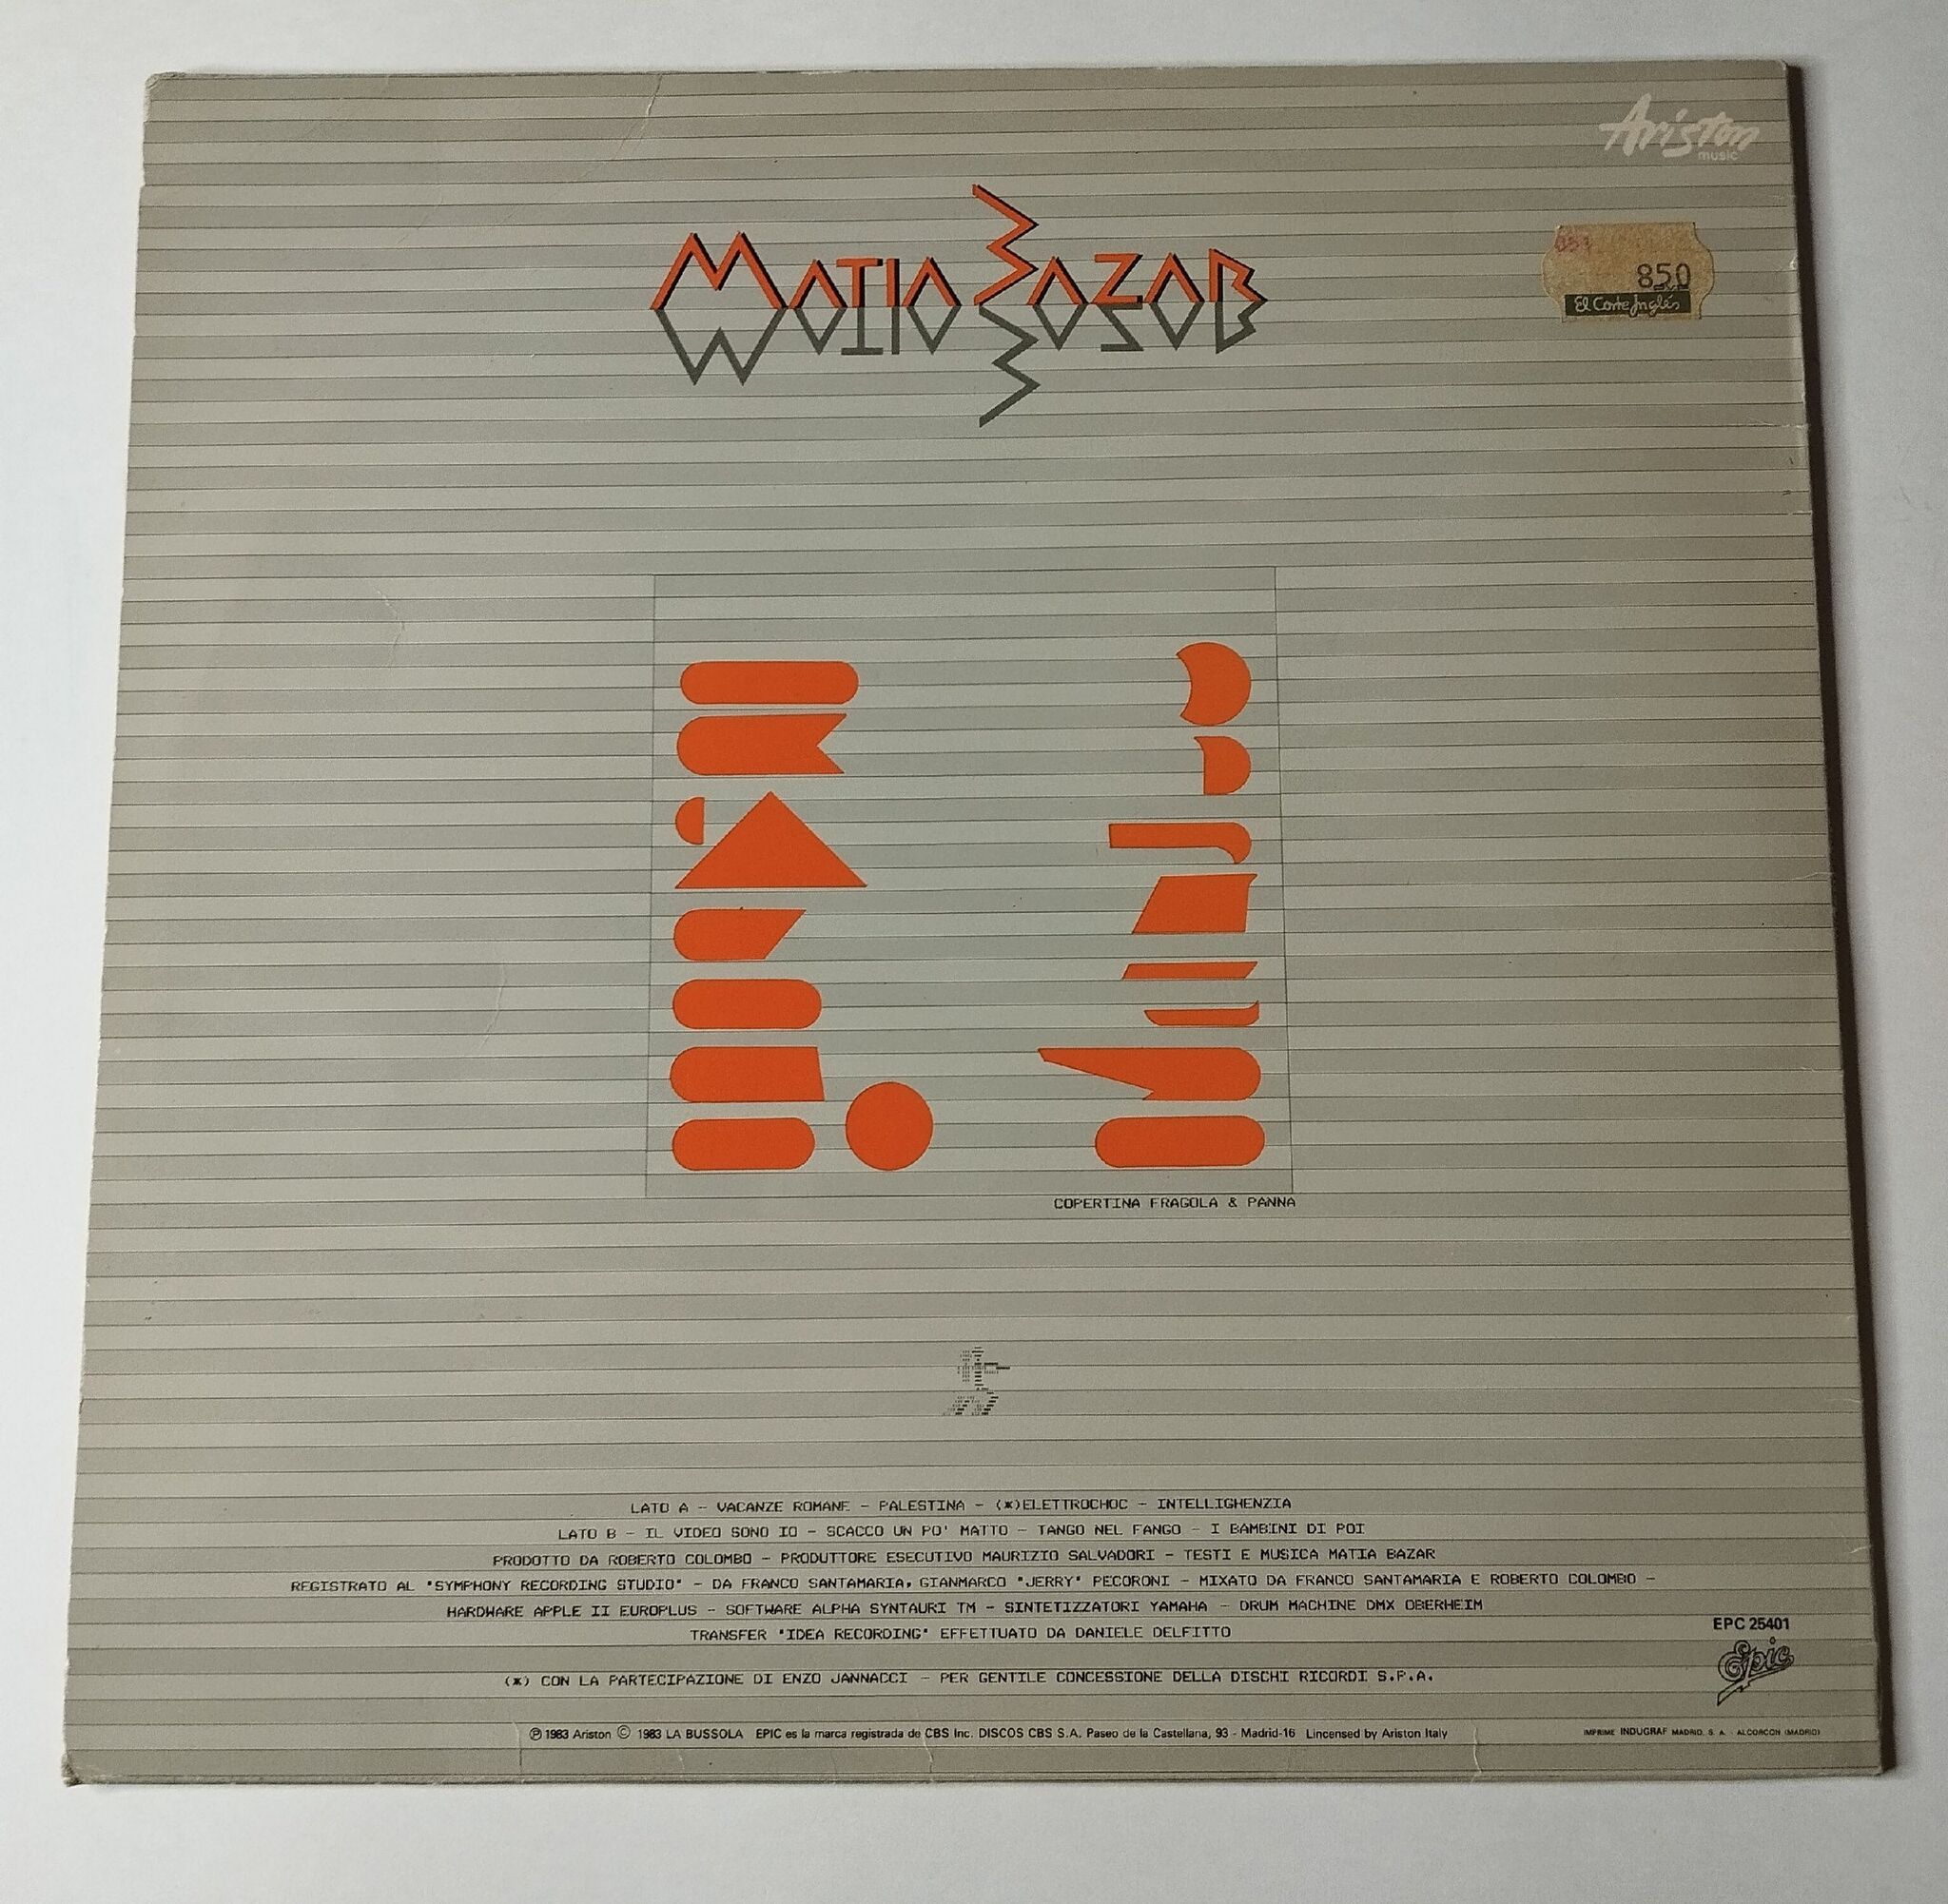 Ariston
music
MATIA BAZAR
051
850
El Corte Inglés
COPERTINA FRAGOLA & PANNA
LATO A - VACANZE ROMANE - PALESTINA - (*)ELETTROCHOC - INTELLIGHENZIA
LATO B - IL VIDEO SONO IO - SCACCO UN PO' MATTO - TANGO NEL FANGO - I BAMBINI DI POI
PRODOTTO DA ROBERTO COLOMBO - PRODUTTORE ESECUTIVO MAURIZIO SALVADORI - TESTI E MUSICA MATIA BAZAR
REGISTRATO AL "SYMPHONY RECORDING STUDIO" - DA FRANCO SANTAMARIA, GIANMARCO "JERRY" PECORONI - MIXATO DA FRANCO SANTAMARIA E ROBERTO COLOMBO -
HARDWARE APPLE II EUROPLUS - SOFTWARE ALPHA SYNTAURI TM - SINTETIZZATORI YAMAHA - DRUM MACHINE DMX OBERHEIM
TRANSFER "IDEA RECORDING" EFFETTUATO DA DANIELE DELFITTO
EPC 25401
Epic
(*) CON LA PARTECIPAZIONE DI ENZO JANNACCI - PER GENTILE CONCESSIONE DELLA DISCHI RICORDI S.P.A.
℗ 1983 Ariston © 1983 LA BUSSOLA EPIC es la marca registrada de CBS Inc. DISCOS CBS S.A. Paseo de la Castellana, 93 - Madrid-16 Lincensed by Ariston Italy
IMPRIME INDUGRAF MADRID, S. A. - ALCORCON (MADRID)